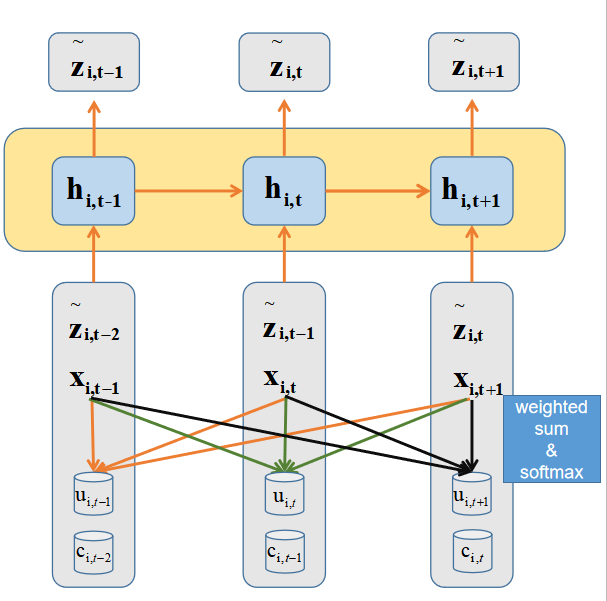 z̃ i,t−1
z̃ i,t
z̃ i,t+1
h i,t-1
h i,t
h i,t+1
z̃ i,t−2
z̃ i,t−1
z̃ i,t
x i,t−1
x i,t
x i,t+1
weighted
sum
&
softmax
u i,t−1
u i,t
u i,t+1
c i,t−2
c i,t−1
c i,t